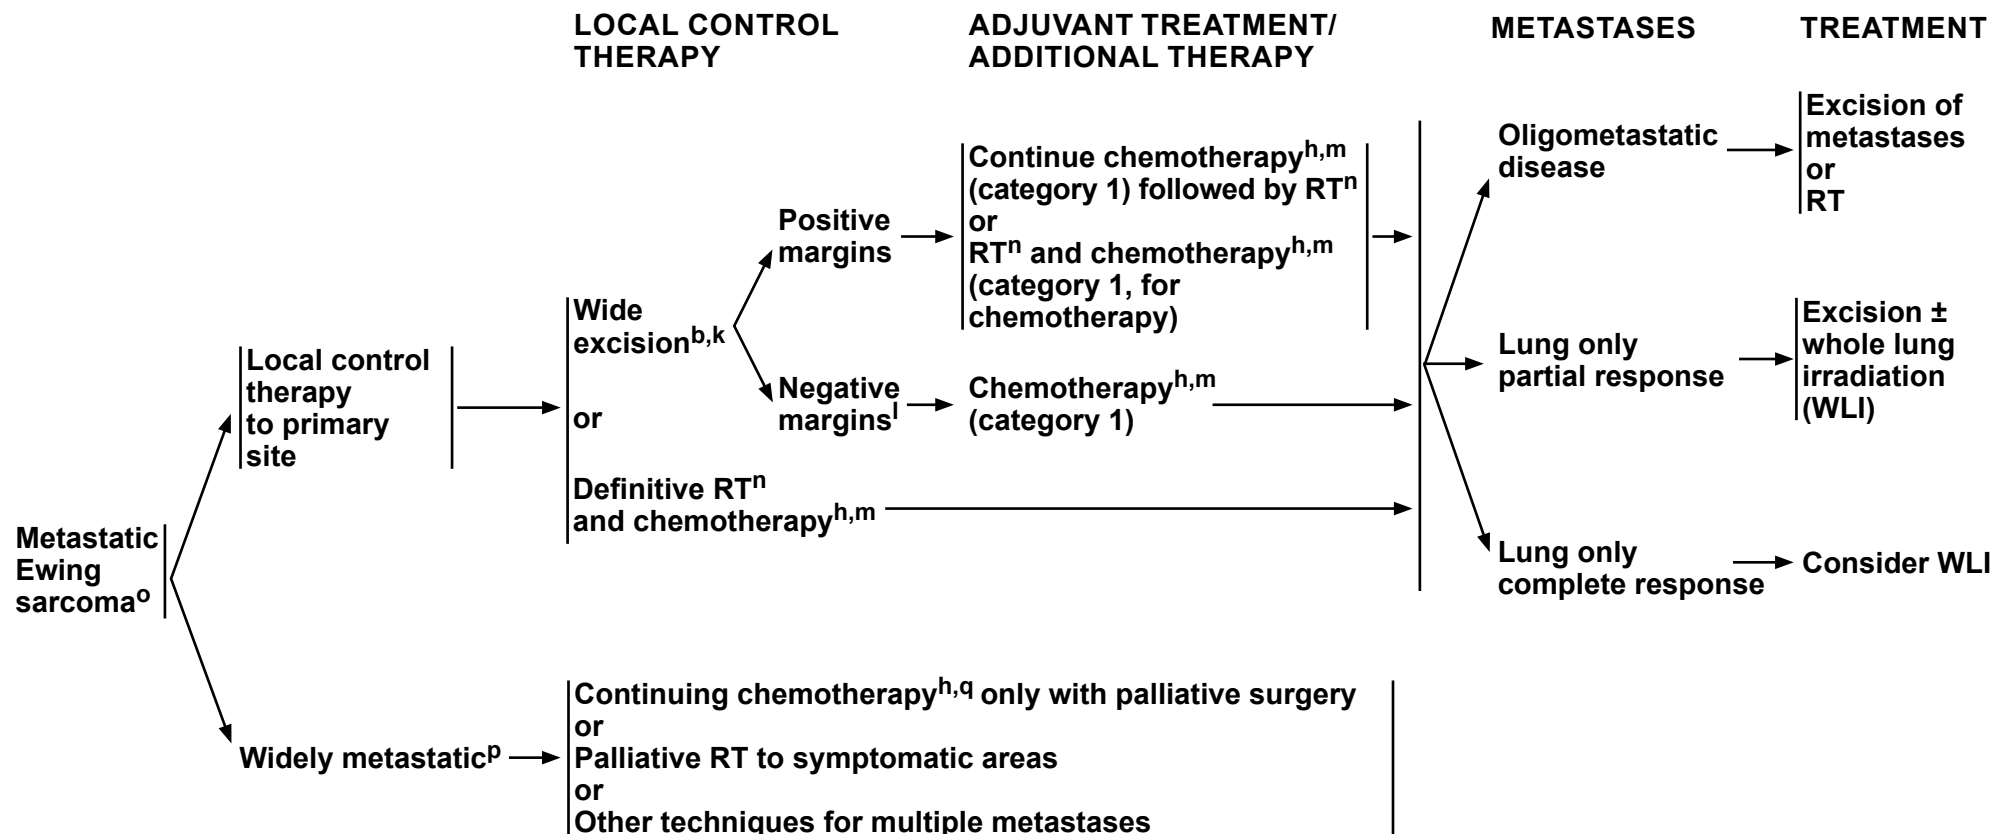 LOCAL CONTROL
THERAPY
ADJUVANT TREATMENT/
ADDITIONAL THERAPY
METASTASES
TREATMENT
Metastatic
Ewing
sarcomaᵒ
Local control
therapy
to primary
site
Wide
excisionᵇ,ᵏ
or
Definitive RTⁿ
and chemotherapyʰ,ᵐ
Positive
margins
Negative
marginsˡ
Continue chemotherapyʰ,ᵐ
(category 1) followed by RTⁿ
or
RTⁿ and chemotherapyʰ,ᵐ
(category 1, for
chemotherapy)
Chemotherapyʰ,ᵐ
(category 1)
Oligometastatic
disease
Excision of
metastases
or
RT
Lung only
partial response
Excision ±
whole lung
irradiation
(WLI)
Lung only
complete response
Consider WLI
Widely metastaticᵖ
Continuing chemotherapyʰ,q only with palliative surgery
or
Palliative RT to symptomatic areas
or
Other techniques for multiple metastases